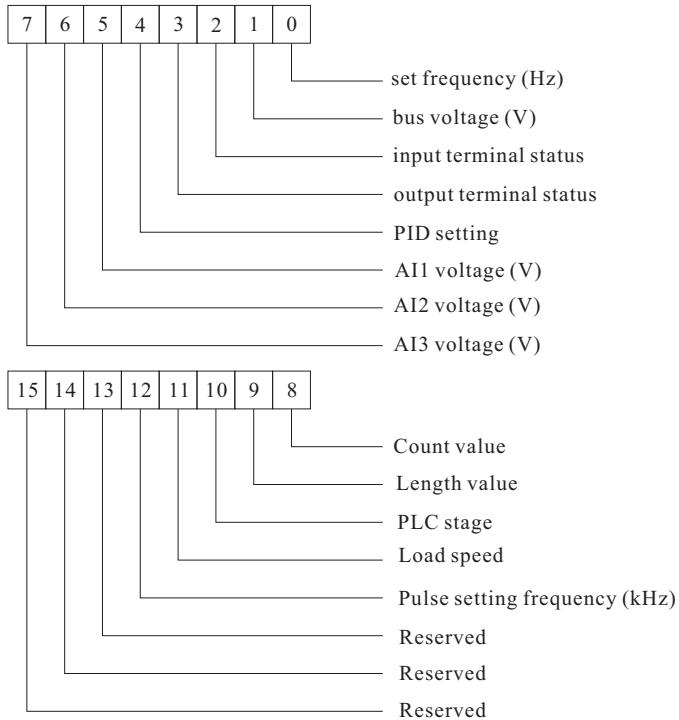 7 6 5 4 3 2 1 0
set frequency (Hz)
bus voltage (V)
input terminal status
output terminal status
PID setting
AI1 voltage (V)
AI2 voltage (V)
AI3 voltage (V)
15 14 13 12 11 10 9 8
Count value
Length value
PLC stage
Load speed
Pulse setting frequency (kHz)
Reserved
Reserved
Reserved